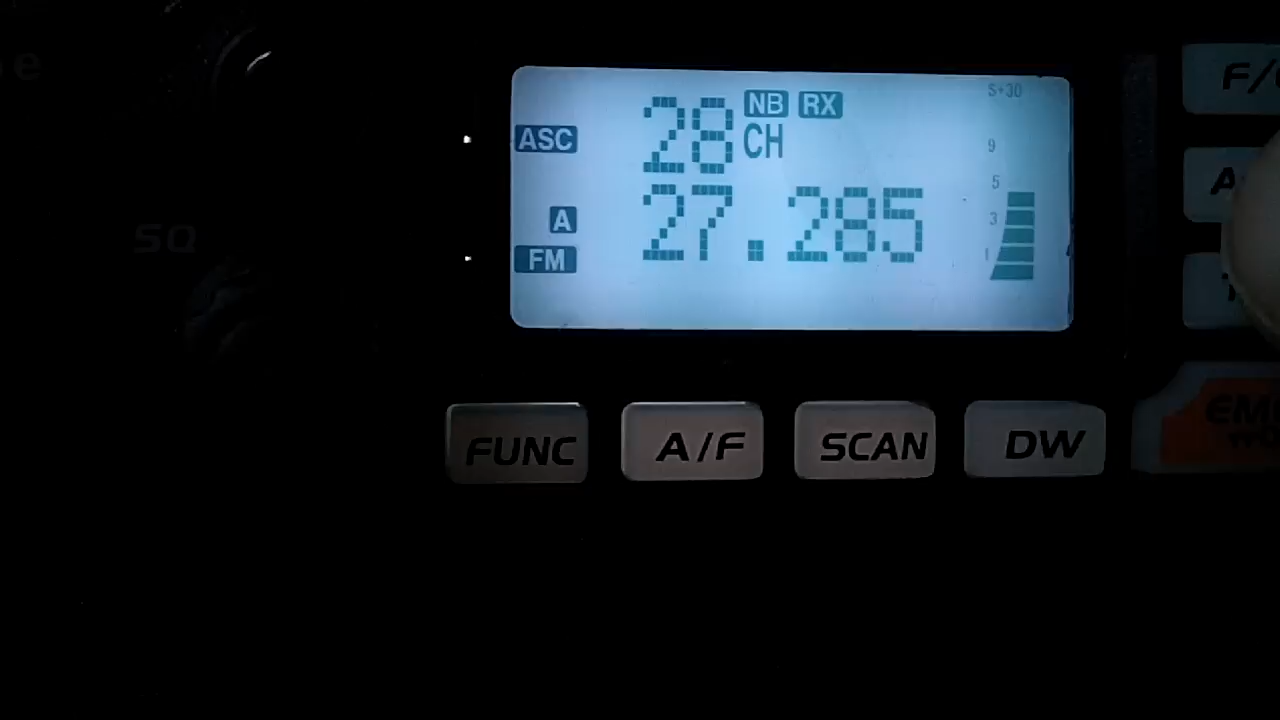 28 NB RX
CH
ASC
A
FM
27.285
S+30
9
5
3
1
SQ
FUNC
A/F
SCAN
DW